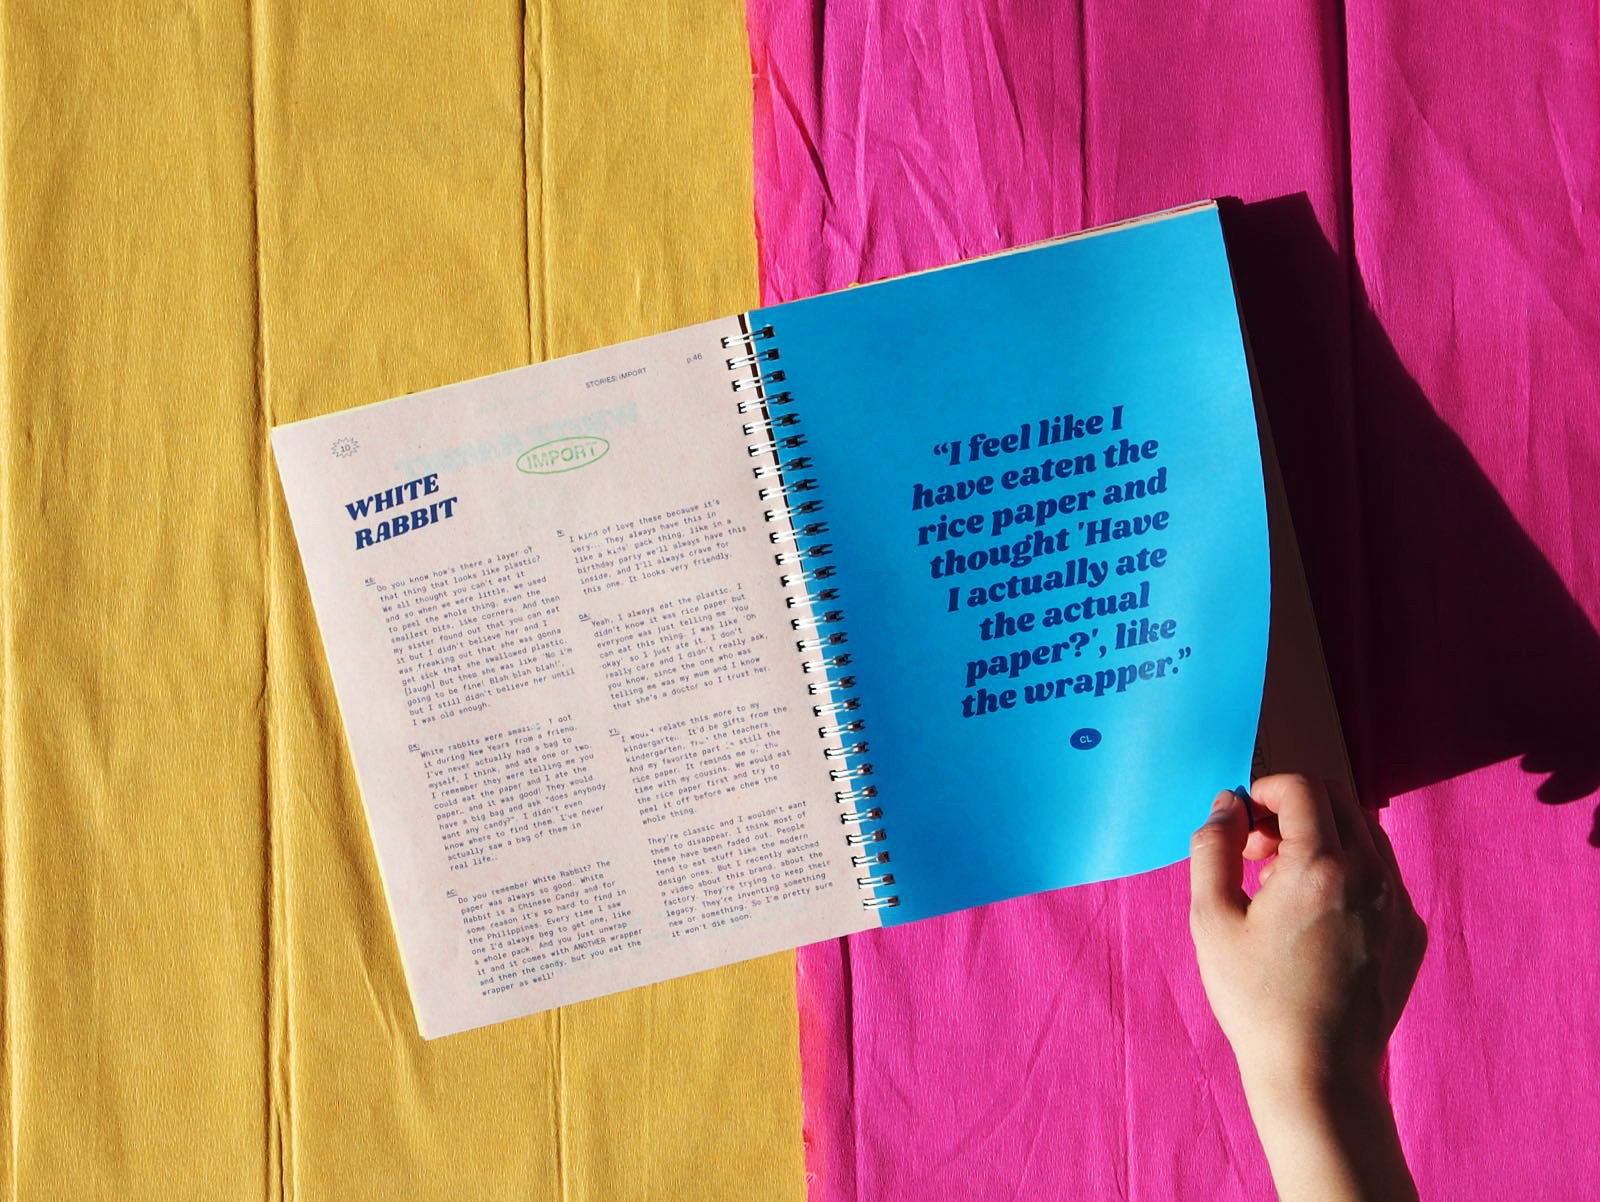 STORIES: IMPORT
p.46
10
IMPORT
WHITE
RABBIT
KE:
Do you know how's there a layer of
that thing that looks like plastic?
We all thought you can't eat it
and so when we were little, we used
to peel the whole thing, even the
smallest bits, like corners. And then
my sister found out that you can eat
it but I didn't believe her and I
was freaking out that she was gonna
get sick that she swallowed plastic.
[laugh] But then she was like 'No I'm
going to be fine! Blah blah blah!',
but I still didn't believe her until
I was old enough.
DK:
White rabbits were amazing I got
it during New Years from a friend.
I've never actually had a bag to
myself, I think, and ate one or two.
I remember they were telling me you
could eat the paper and I ate the
paper… and it was good! They would
have a big bag and ask "does anybody
want any candy?". I didn't even
know where to find them. I've never
actually saw a bag of them in
real life…
AC:
Do you remember White Rabbit? The
paper was always so good. White
Rabbit is a Chinese Candy and for
some reason it's so hard to find in
the Philippines. Every time I saw
one I'd always beg to get one, like
a whole pack. And you just unwrap
it and it comes with ANOTHER wrapper
and then the candy, but you eat the
wrapper as well!
I kind of love these because it's
very... They always have this in
like a kids' pack thing, like in a
birthday party we'll always have this
inside, and I'll always crave for
this one. It looks very friendly.
DA:
Yeah, I always eat the plastic. I
didn't know it was rice paper but
everyone was just telling me 'You
can eat this thing. I was like 'Oh
okay' so I just ate it. I don't
really care and I didn't really ask,
you know, since the one who was
telling me was my mum and I know
that she's a doctor so I trust her.
YI:
I would relate this more to my
kindergarten. It'd be gifts from the
kindergarten, from the teachers.
And my favorite part is still the
rice paper. It reminds me of the
time with my cousins. We would eat
the rice paper first and try to
peel it off before we chew the
whole thing.
They're classic and I wouldn't want
them to disappear. I think most of
these have been faded out. People
tend to eat stuff like the modern
design ones. But I recently watched
a video about this brand, about the
factory. They're trying to keep their
legacy. They're inventing something
new or something. So I'm pretty sure
it won't die soon.
“I feel like I
have eaten the
rice paper and
thought 'Have
I actually ate
the actual
paper?', like
the wrapper.”
CL